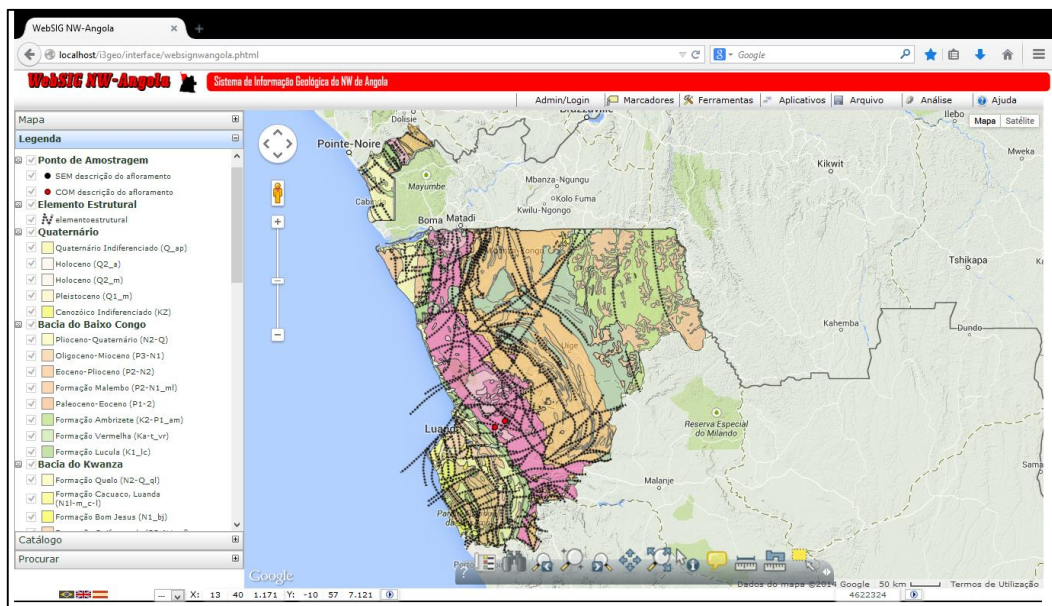 WebSIG NW-Angola
localhost/i3geo/interface/websignwangola.phtml
Google
WebSIG NW-Angola
Sistema de Informação Geológica do NW de Angola
Admin/Login Marcadores Ferramentas Aplicativos Arquivo Análise Ajuda
Mapa
Legenda
Ponto de Amostragem
SEM descrição do afloramento
COM descrição do afloramento
Elemento Estrutural
elementoestrutural
Quaternário
Quaternário Indiferenciado (Q_ap)
Holoceno (Q2_a)
Holoceno (Q2_m)
Pleistoceno (Q1_m)
Cenozóico Indiferenciado (KZ)
Bacia do Baixo Congo
Plioceno-Quaternário (N2-Q)
Oligoceno-Mioceno (P3-N1)
Eoceno-Plioceno (P2-N2)
Formação Malembo (P2-N1_ml)
Paleoceno-Eoceno (P1-2)
Formação Ambrizete (K2-P1_am)
Formação Vermelha (Ka-t_vr)
Formação Lucula (K1_lc)
Bacia do Kwanza
Formação Quelo (N2-Q_ql)
Formação Cacuaco, Luanda
(N1l-m_c-l)
Formação Bom Jesus (N1_bj)
Catálogo
Procurar
Mapa Satélite
Dolisie
Ilebo
Pointe-Noire
Mweka
Kikwit
Mayumbe
Mbanza-Ngungu
Kolo Fuma
Cabinda
Kwilu-Ngongo
Boma Matadi
Tshikapa
Uige
Kahemba
Dundo
Luanda
Reserva Especial
do Milando
Malanje
Google
Dados do mapa ©2014 Google 50 km Termos de Utilização
X: 13 40 1.171 Y: -10 57 7.121
4622324